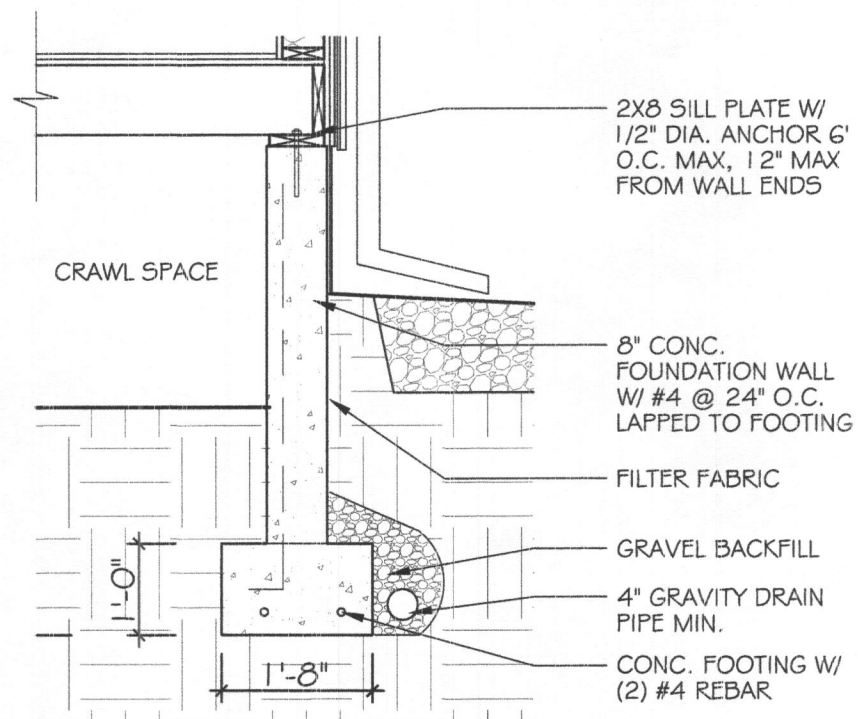 2X8 SILL PLATE W/
1/2" DIA. ANCHOR 6'
O.C. MAX, 12" MAX
FROM WALL ENDS
CRAWL SPACE
8" CONC.
FOUNDATION WALL
W/ #4 @ 24" O.C.
LAPPED TO FOOTING
FILTER FABRIC
GRAVEL BACKFILL
1'-0"
4" GRAVITY DRAIN
PIPE MIN.
CONC. FOOTING W/
(2) #4 REBAR
1'-8"